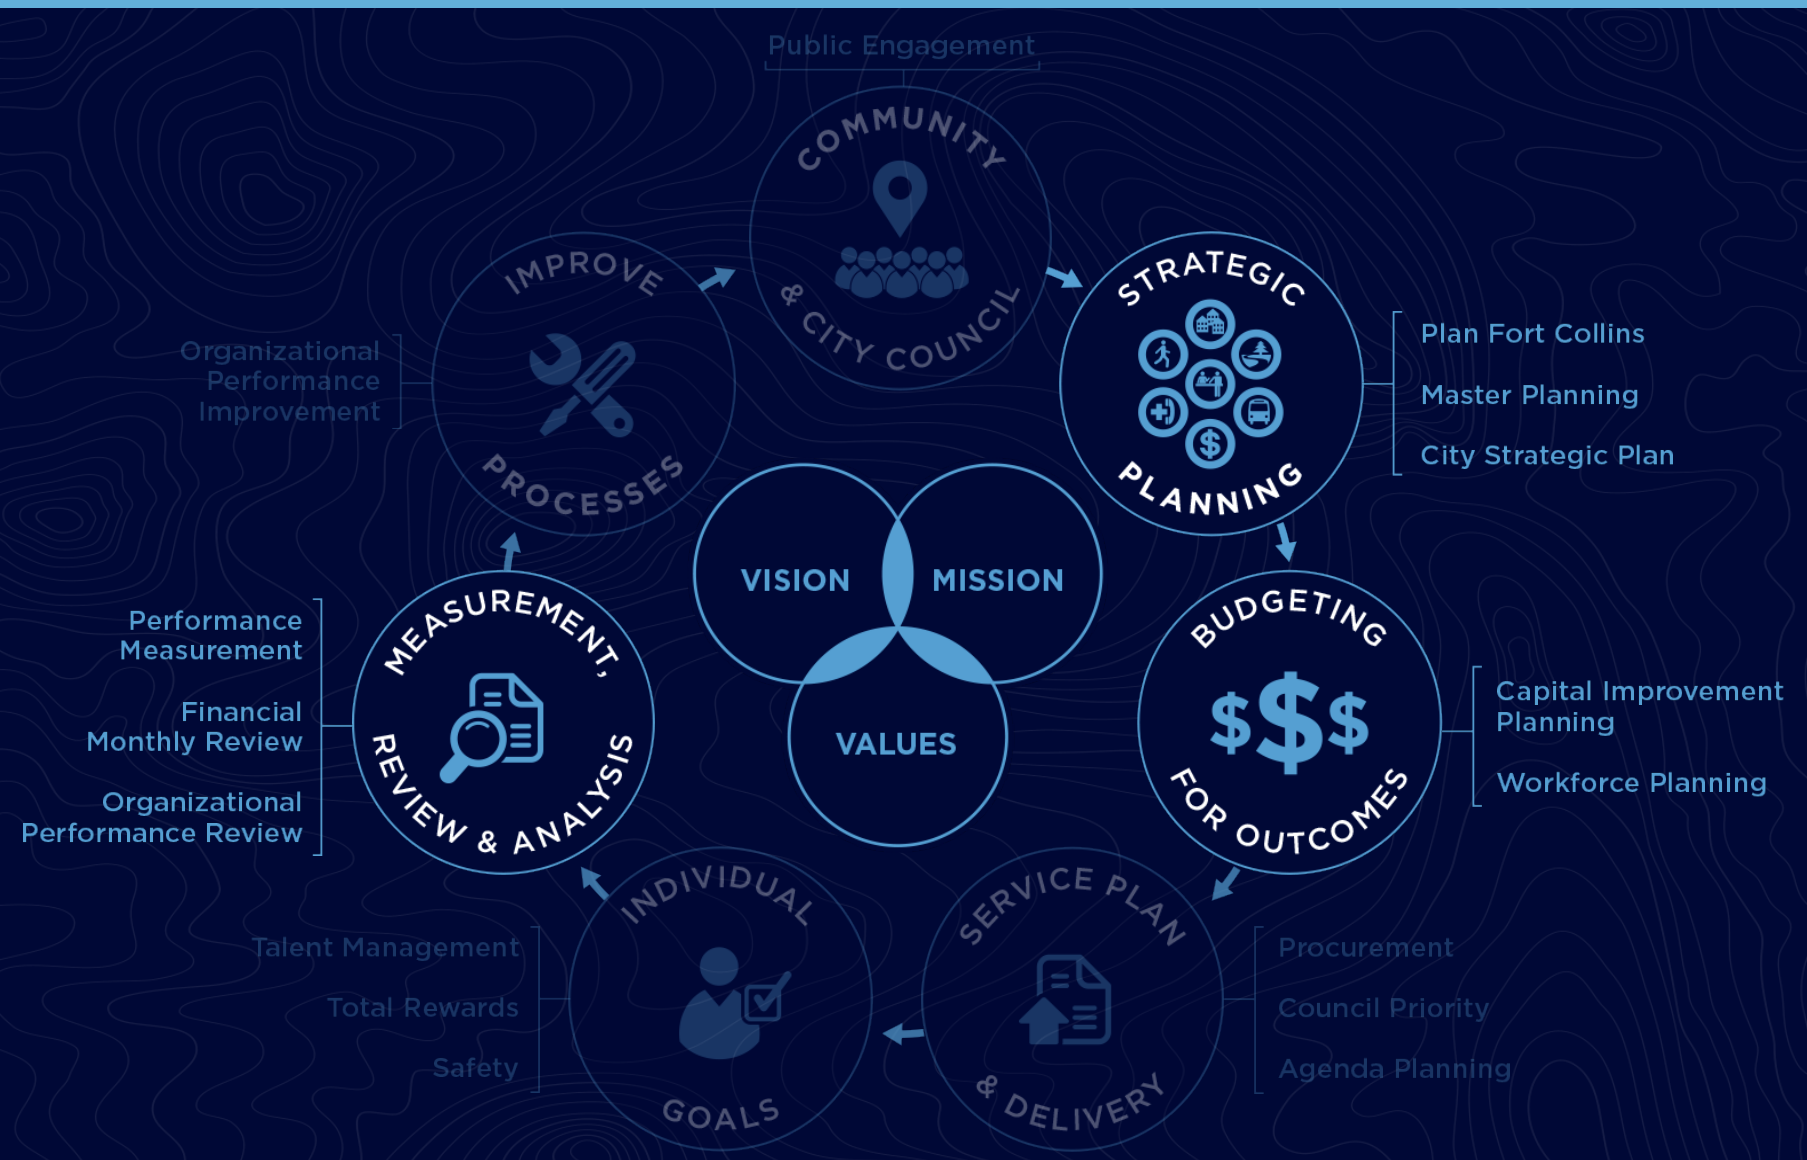 Public Engagement
COMMUNITY
& CITY COUNCIL
STRATEGIC
PLANNING
Plan Fort Collins
Master Planning
City Strategic Plan
BUDGETING
FOR OUTCOMES
Capital Improvement
Planning
Workforce Planning
SERVICE PLAN
& DELIVERY
Procurement
Council Priority
Agenda Planning
INDIVIDUAL
GOALS
Talent Management
Total Rewards
Safety
MEASUREMENT,
REVIEW & ANALYSIS
Performance
Measurement
Financial
Monthly Review
Organizational
Performance Review
IMPROVE
PROCESSES
Organizational
Performance
Improvement
VISION
MISSION
VALUES